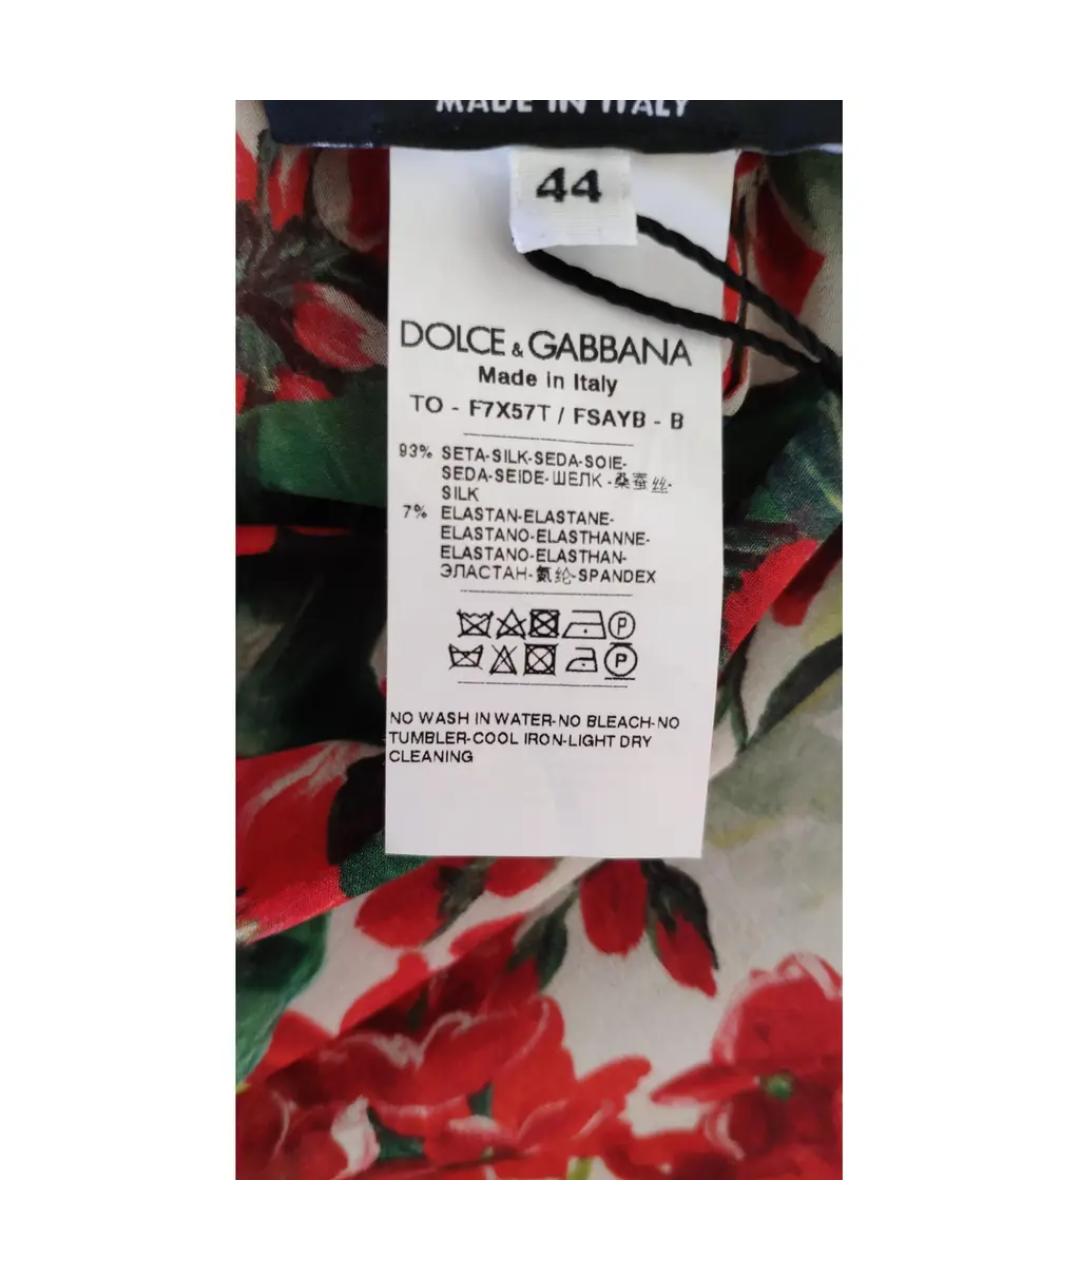 MADE IN ITALY
44
DOLCE & GABBANA
Made in Italy
TO - F7X57T / FSAYB - B
93% SETA-SILK-SEDA-SOIE-
SEDA-SEIDE-ШЕЛК-桑蚕丝-
SILK
7% ELASTAN-ELASTANE-
ELASTANO-ELASTHANNE-
ELASTANO-ELASTHAN-
ЭЛАСТАН-氨纶-SPANDEX
P
P
NO WASH IN WATER-NO BLEACH-NO
TUMBLER-COOL IRON-LIGHT DRY
CLEANING